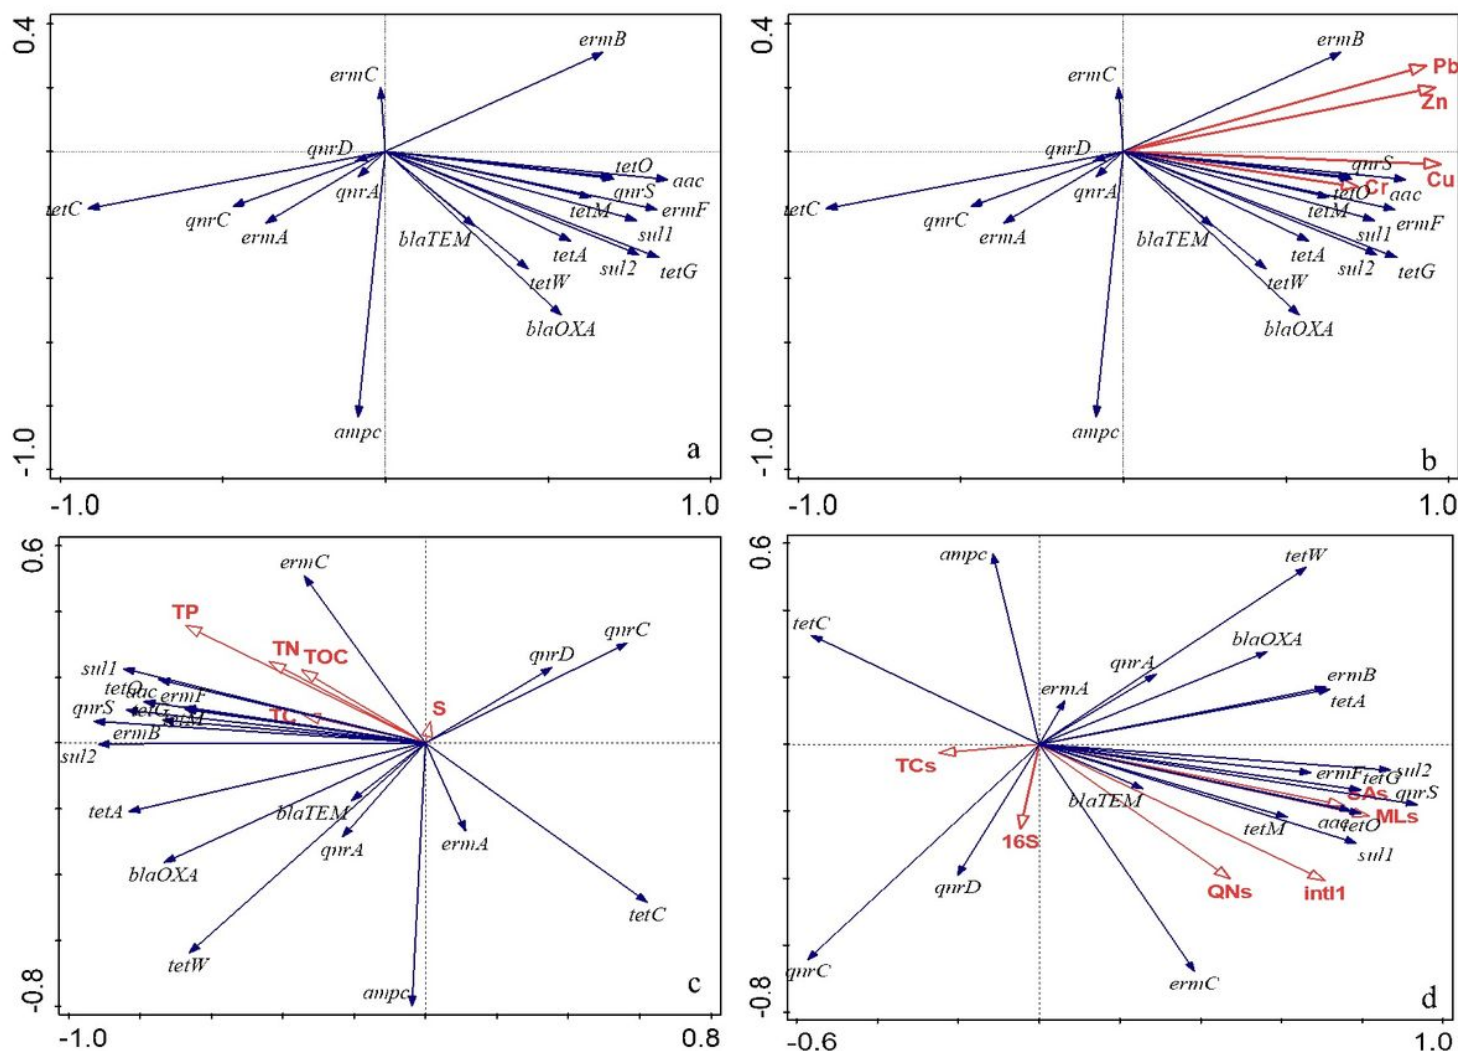 0.4
ermB
ermC
qnrD
tetO
qnrA
qnrS
aac
tetC
qnrC
tetM
ermF
ermA
blaTEM
sul1
tetA
sul2
tetG
tetW
blaOXA
ampc
a
-1.0
-1.0
1.0
0.4
ermB
Pb
ermC
Zn
qnrD
qnrS
Cu
qnrA
Cr
tetO
aac
tetC
qnrC
tetM
ermF
ermA
blaTEM
sul1
tetA
sul2
tetG
tetW
blaOXA
ampc
b
-1.0
-1.0
1.0
0.6
ermC
TP
qnrC
TN
TOC
qnrD
sul1
tetO
aac
ermF
qnrS
tetG
tetM
TC
S
ermB
sul2
tetA
blaTEM
qnrA
ermA
blaOXA
tetC
tetW
ampc
c
-0.8
-1.0
0.8
0.6
ampc
tetW
tetC
blaOXA
qnrA
ermB
ermA
tetA
TCs
ermF
tetG
sul2
blaTEM
SAs
qnrS
16S
tetM
aac
tetO
MLs
sul1
qnrD
QNs
intI1
qnrC
ermC
d
-0.8
-0.6
1.0